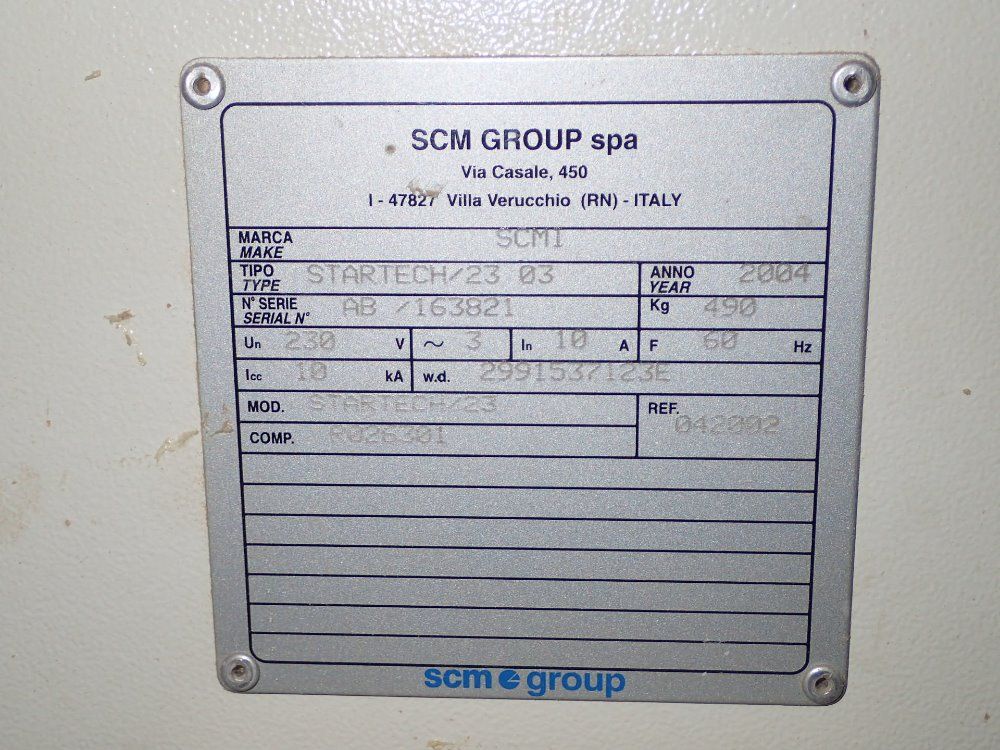 SCM GROUP spa
Via Casale, 450
I - 47827 Villa Verucchio (RN) - ITALY
MARCA
MAKE
SCMI
TIPO
TYPE
STARTECH/23 03
ANNO
YEAR
2004
N° SERIE
SERIAL N°
AB /163821
Kg 490
Un 230 V ~ 3 In 10 A F 60 Hz
Icc 10 kA w.d. 2991537123E
MOD. STARTECH/23
REF.
042002
COMP. R026301
scm group